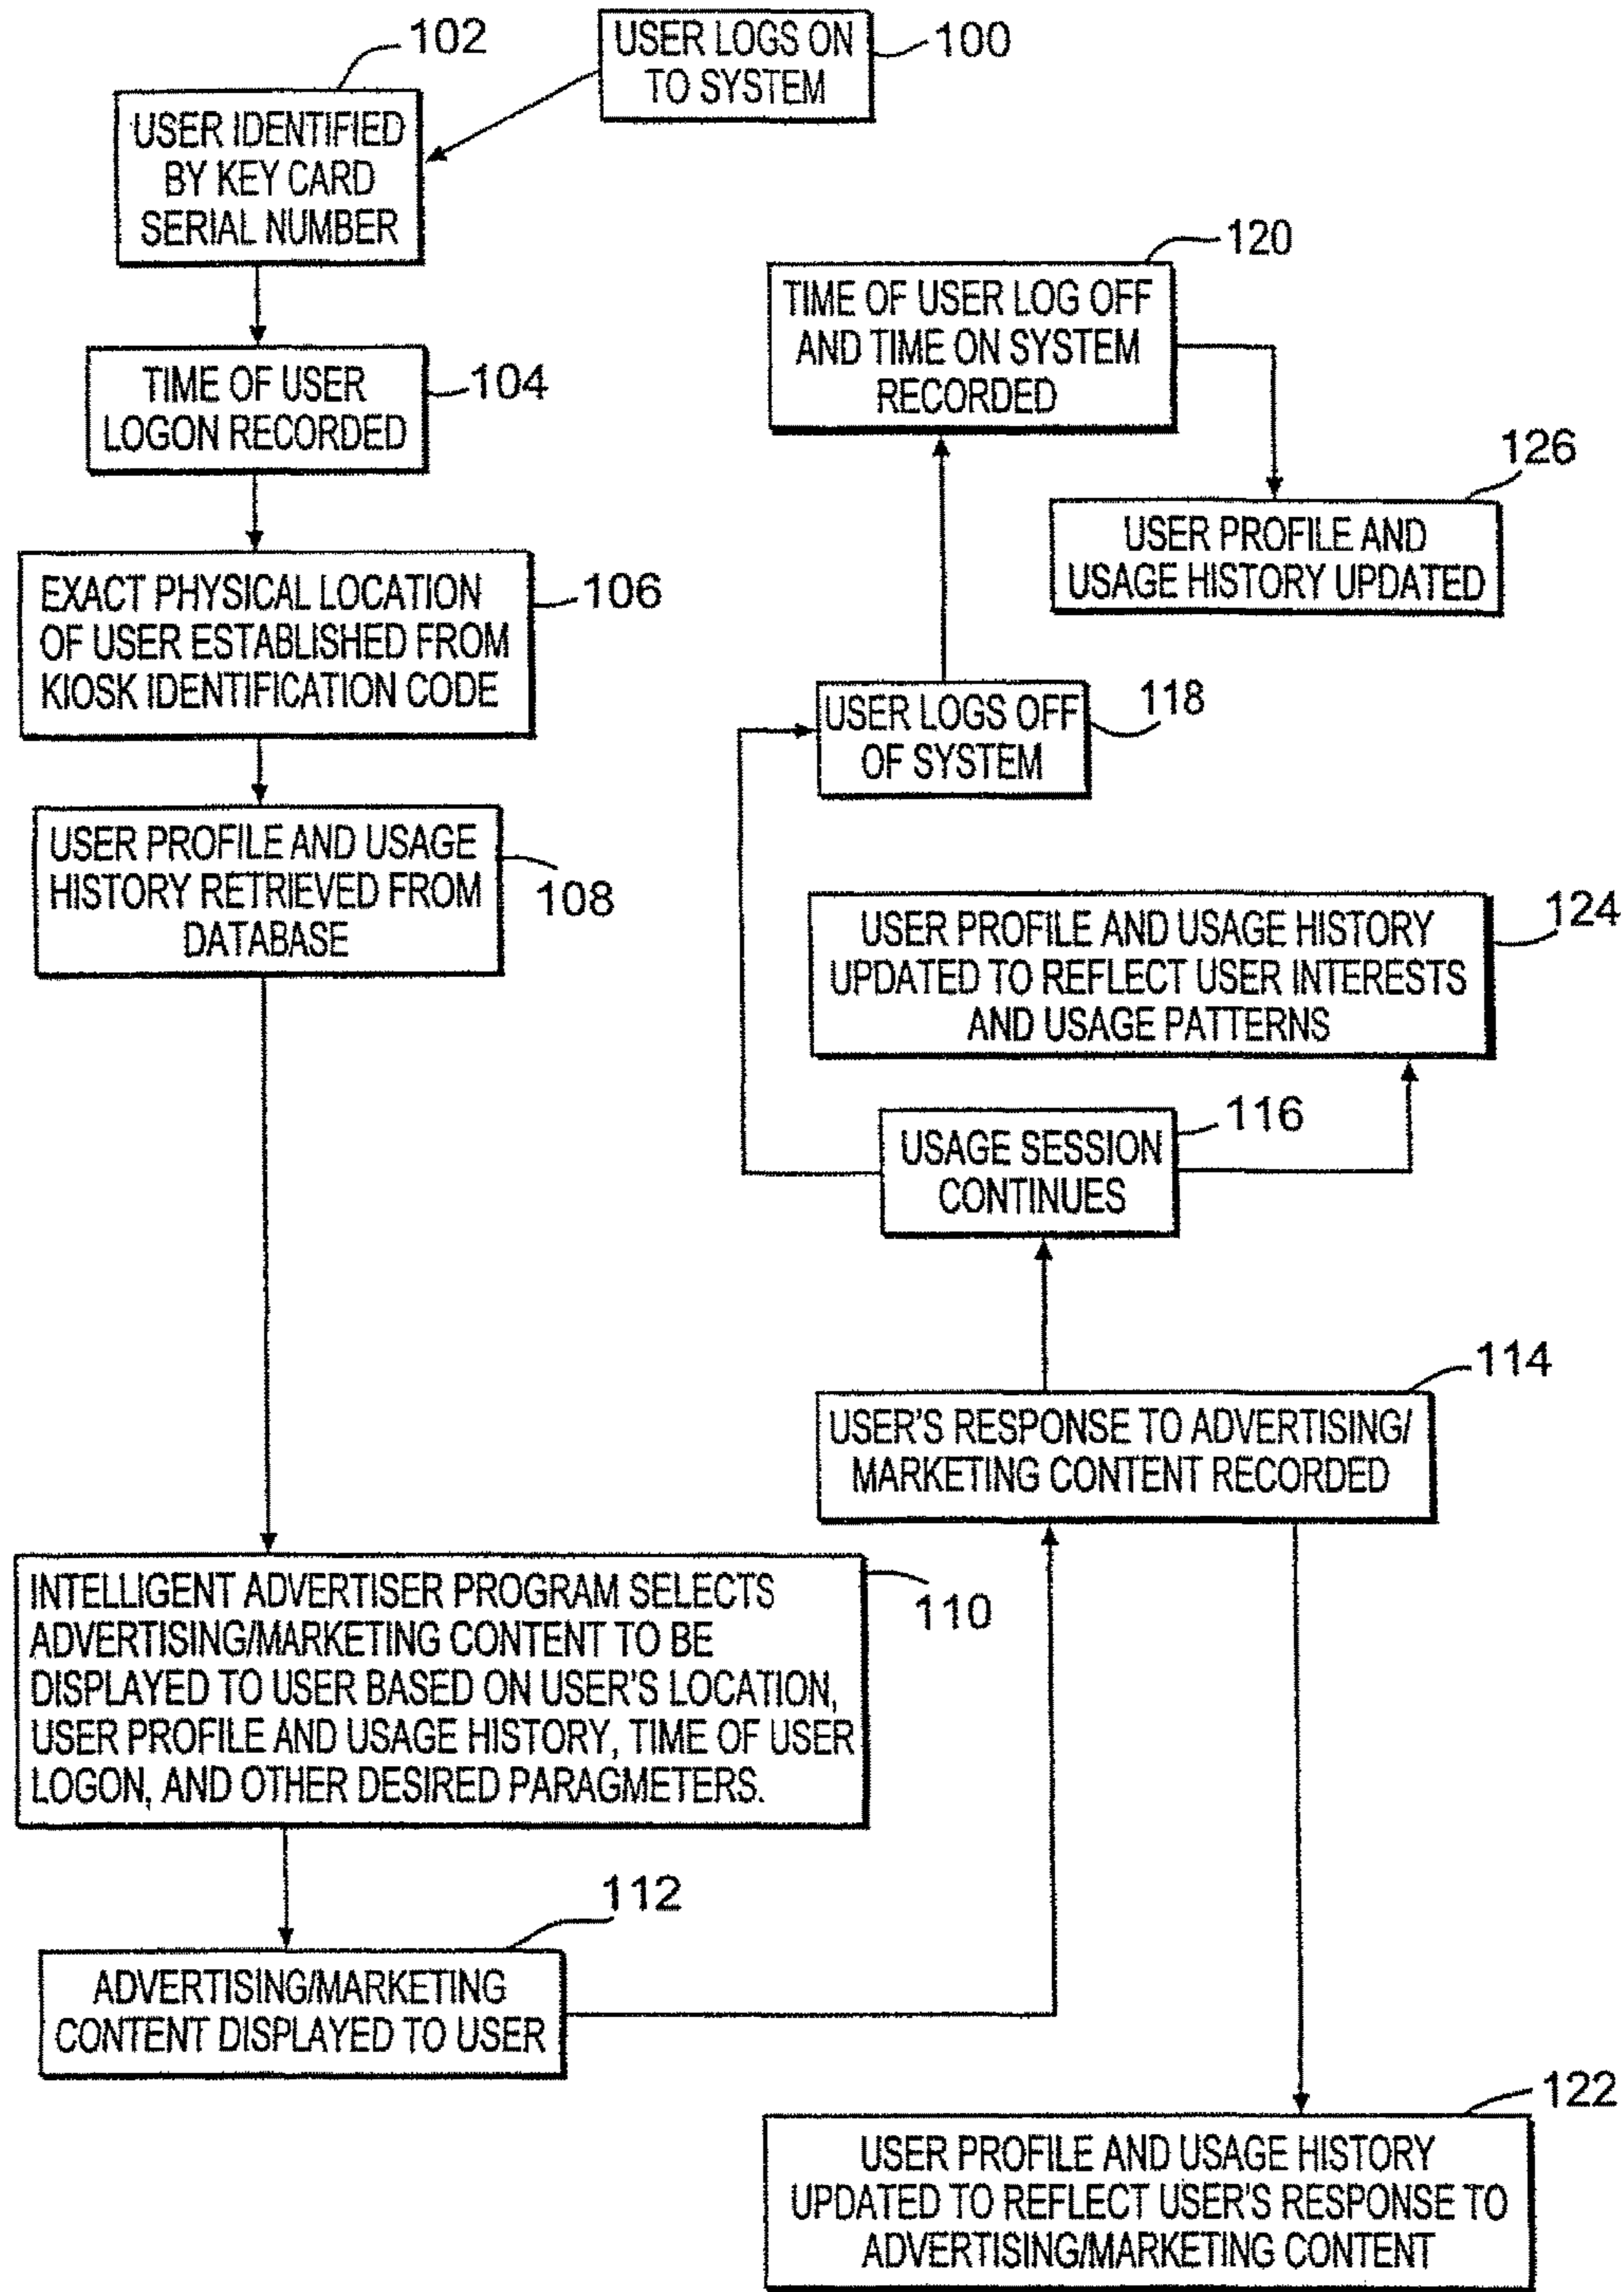 100
USER LOGS ON
TO SYSTEM
102
USER IDENTIFIED
BY KEY CARD
SERIAL NUMBER
104
TIME OF USER
LOGON RECORDED
106
EXACT PHYSICAL LOCATION
OF USER ESTABLISHED FROM
KIOSK IDENTIFICATION CODE
108
USER PROFILE AND USAGE
HISTORY RETRIEVED FROM
DATABASE
110
INTELLIGENT ADVERTISER PROGRAM SELECTS
ADVERTISING/MARKETING CONTENT TO BE
DISPLAYED TO USER BASED ON USER'S LOCATION,
USER PROFILE AND USAGE HISTORY, TIME OF USER
LOGON, AND OTHER DESIRED PARAGMETERS.
112
ADVERTISING/MARKETING
CONTENT DISPLAYED TO USER
114
USER'S RESPONSE TO ADVERTISING/
MARKETING CONTENT RECORDED
116
USAGE SESSION
CONTINUES
118
USER LOGS OFF
OF SYSTEM
120
TIME OF USER LOG OFF
AND TIME ON SYSTEM
RECORDED
126
USER PROFILE AND
USAGE HISTORY UPDATED
124
USER PROFILE AND USAGE HISTORY
UPDATED TO REFLECT USER INTERESTS
AND USAGE PATTERNS
122
USER PROFILE AND USAGE HISTORY
UPDATED TO REFLECT USER'S RESPONSE TO
ADVERTISING/MARKETING CONTENT